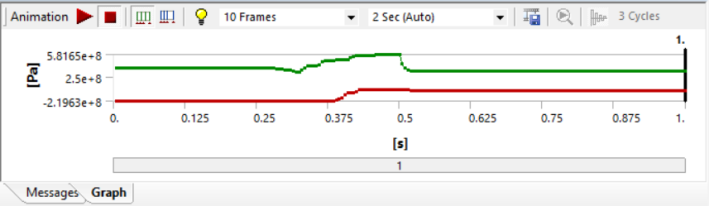 Animation 10 Frames 2 Sec (Auto) 3 Cycles
1.
5.8165e+8
2.5e+8
-2.1963e+8
[Pa]
0. 0.125 0.25 0.375 0.5 0.625 0.75 0.875 1.
[s]
1
Messages Graph